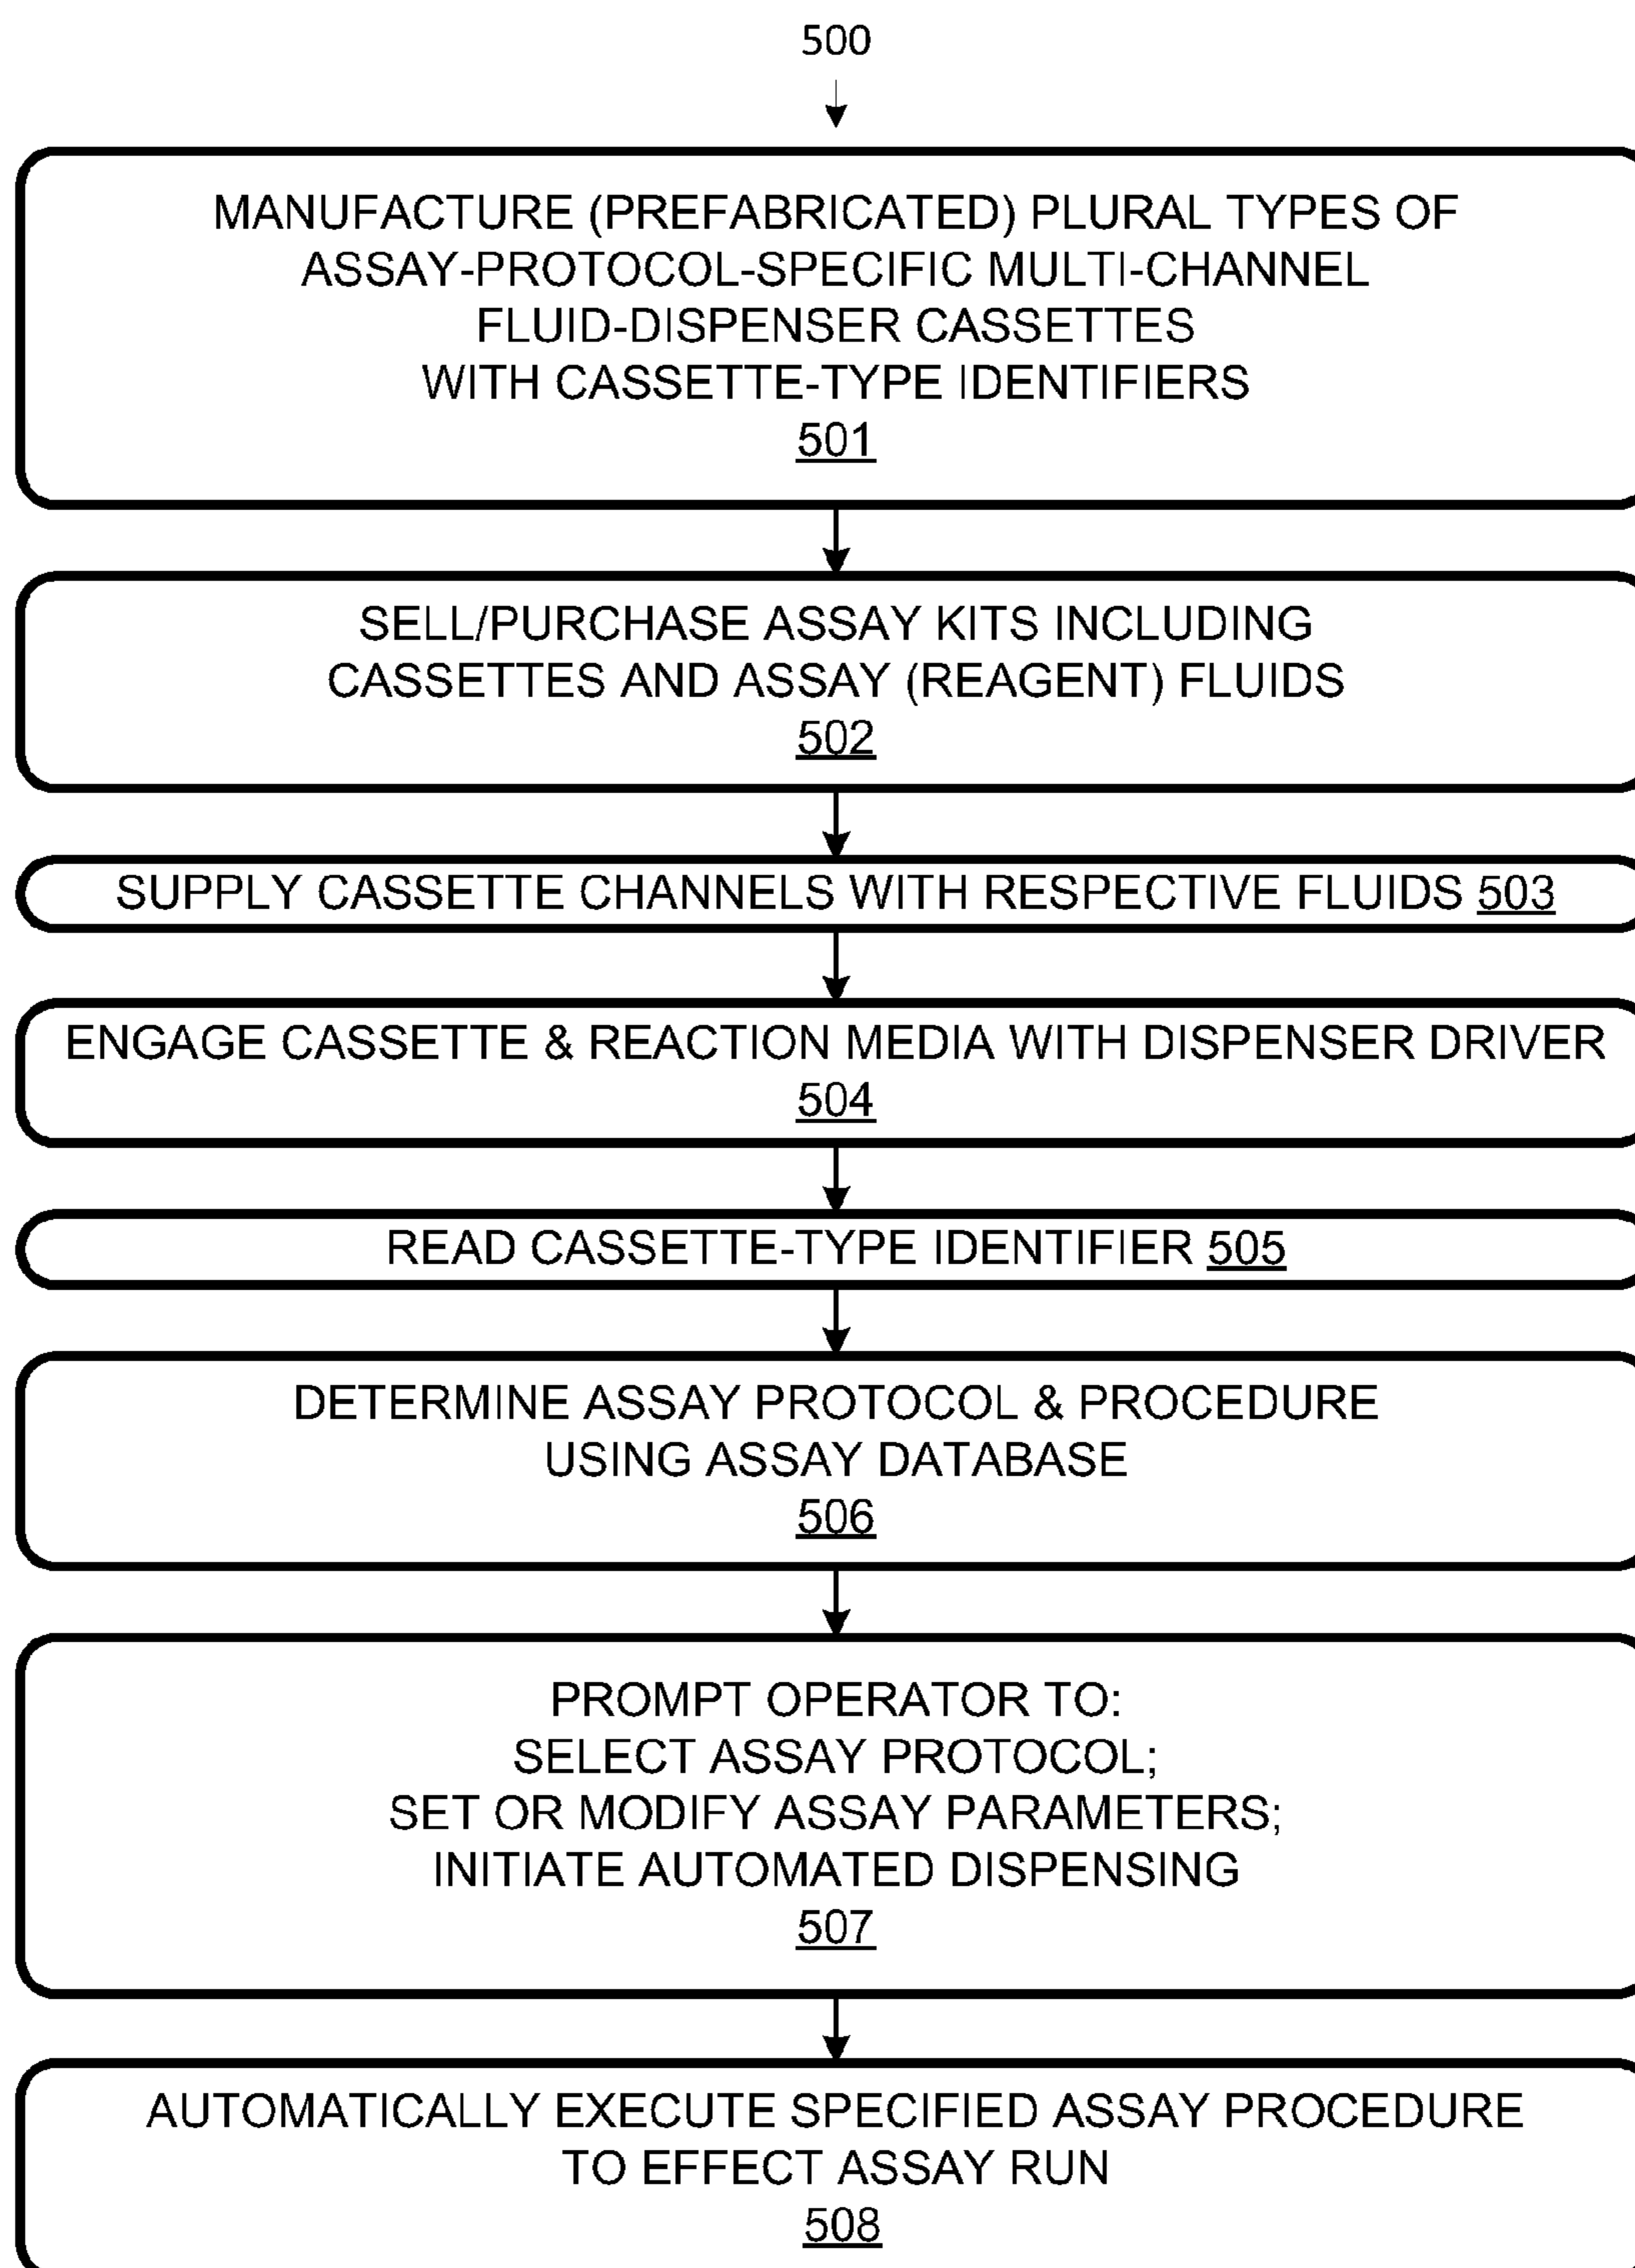 500
MANUFACTURE (PREFABRICATED) PLURAL TYPES OF
ASSAY-PROTOCOL-SPECIFIC MULTI-CHANNEL
FLUID-DISPENSER CASSETTES
WITH CASSETTE-TYPE IDENTIFIERS
501
SELL/PURCHASE ASSAY KITS INCLUDING
CASSETTES AND ASSAY (REAGENT) FLUIDS
502
SUPPLY CASSETTE CHANNELS WITH RESPECTIVE FLUIDS 503
ENGAGE CASSETTE & REACTION MEDIA WITH DISPENSER DRIVER
504
READ CASSETTE-TYPE IDENTIFIER 505
DETERMINE ASSAY PROTOCOL & PROCEDURE
USING ASSAY DATABASE
506
PROMPT OPERATOR TO:
SELECT ASSAY PROTOCOL;
SET OR MODIFY ASSAY PARAMETERS;
INITIATE AUTOMATED DISPENSING
507
AUTOMATICALLY EXECUTE SPECIFIED ASSAY PROCEDURE
TO EFFECT ASSAY RUN
508